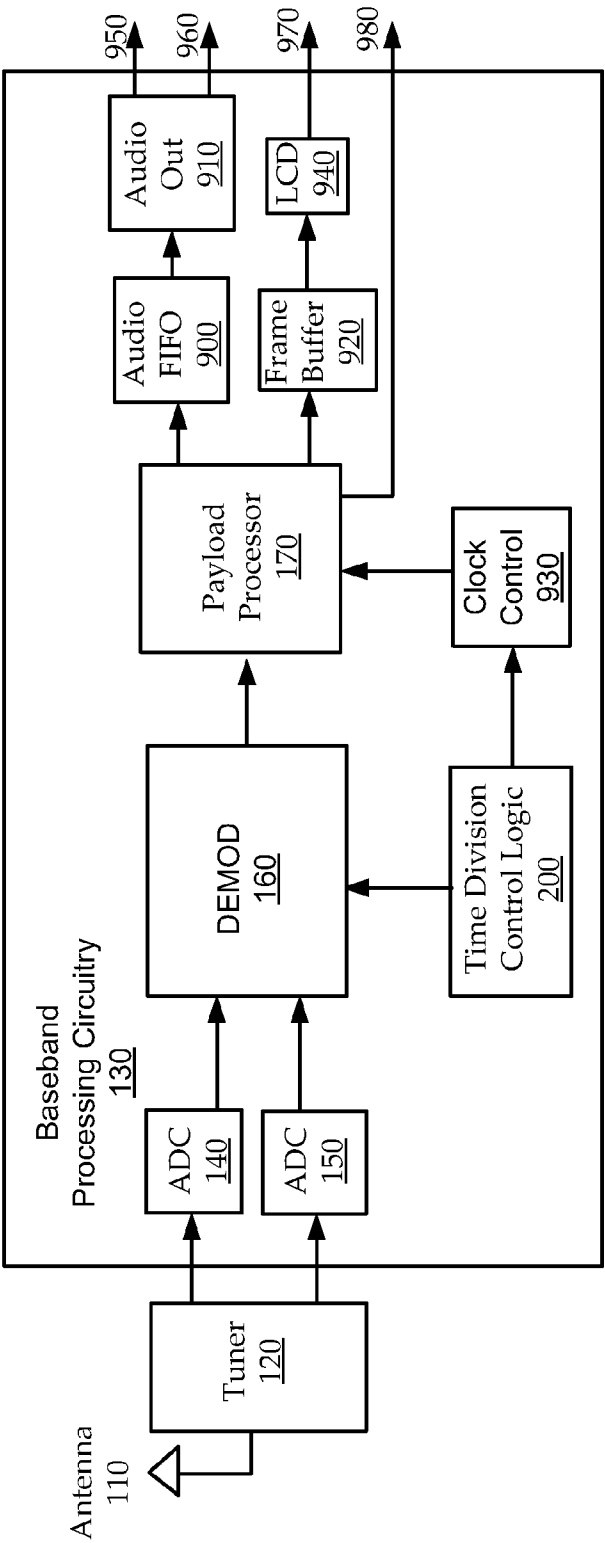 Antenna
110
Tuner
120
Baseband
Processing Circuitry
130
ADC
140
ADC
150
DEMOD
160
Time Division
Control Logic
200
Payload
Processor
170
Clock
Control
930
Audio
FIFO
900
Frame
Buffer
920
Audio
Out
910
LCD
940
950
960
970
980